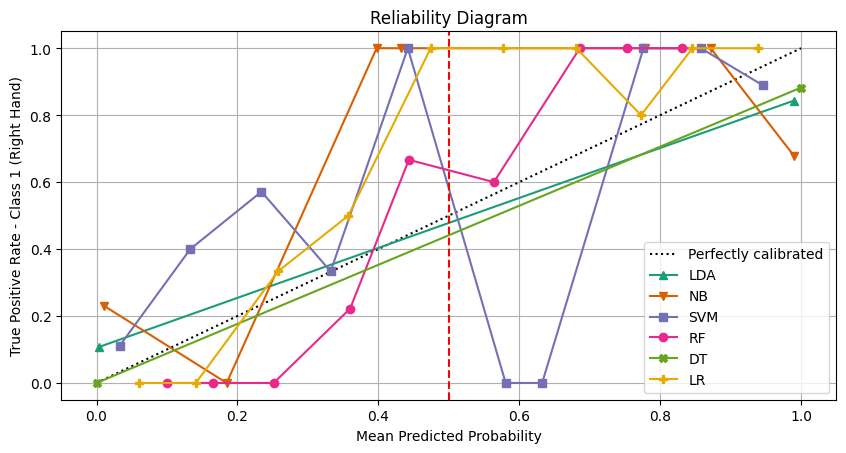 Reliability Diagram
True Positive Rate - Class 1 (Right Hand)
1.0
0.8
0.6
0.4
0.2
0.0
0.0 0.2 0.4 0.6 0.8 1.0
Mean Predicted Probability
Perfectly calibrated
LDA
NB
SVM
RF
DT
LR